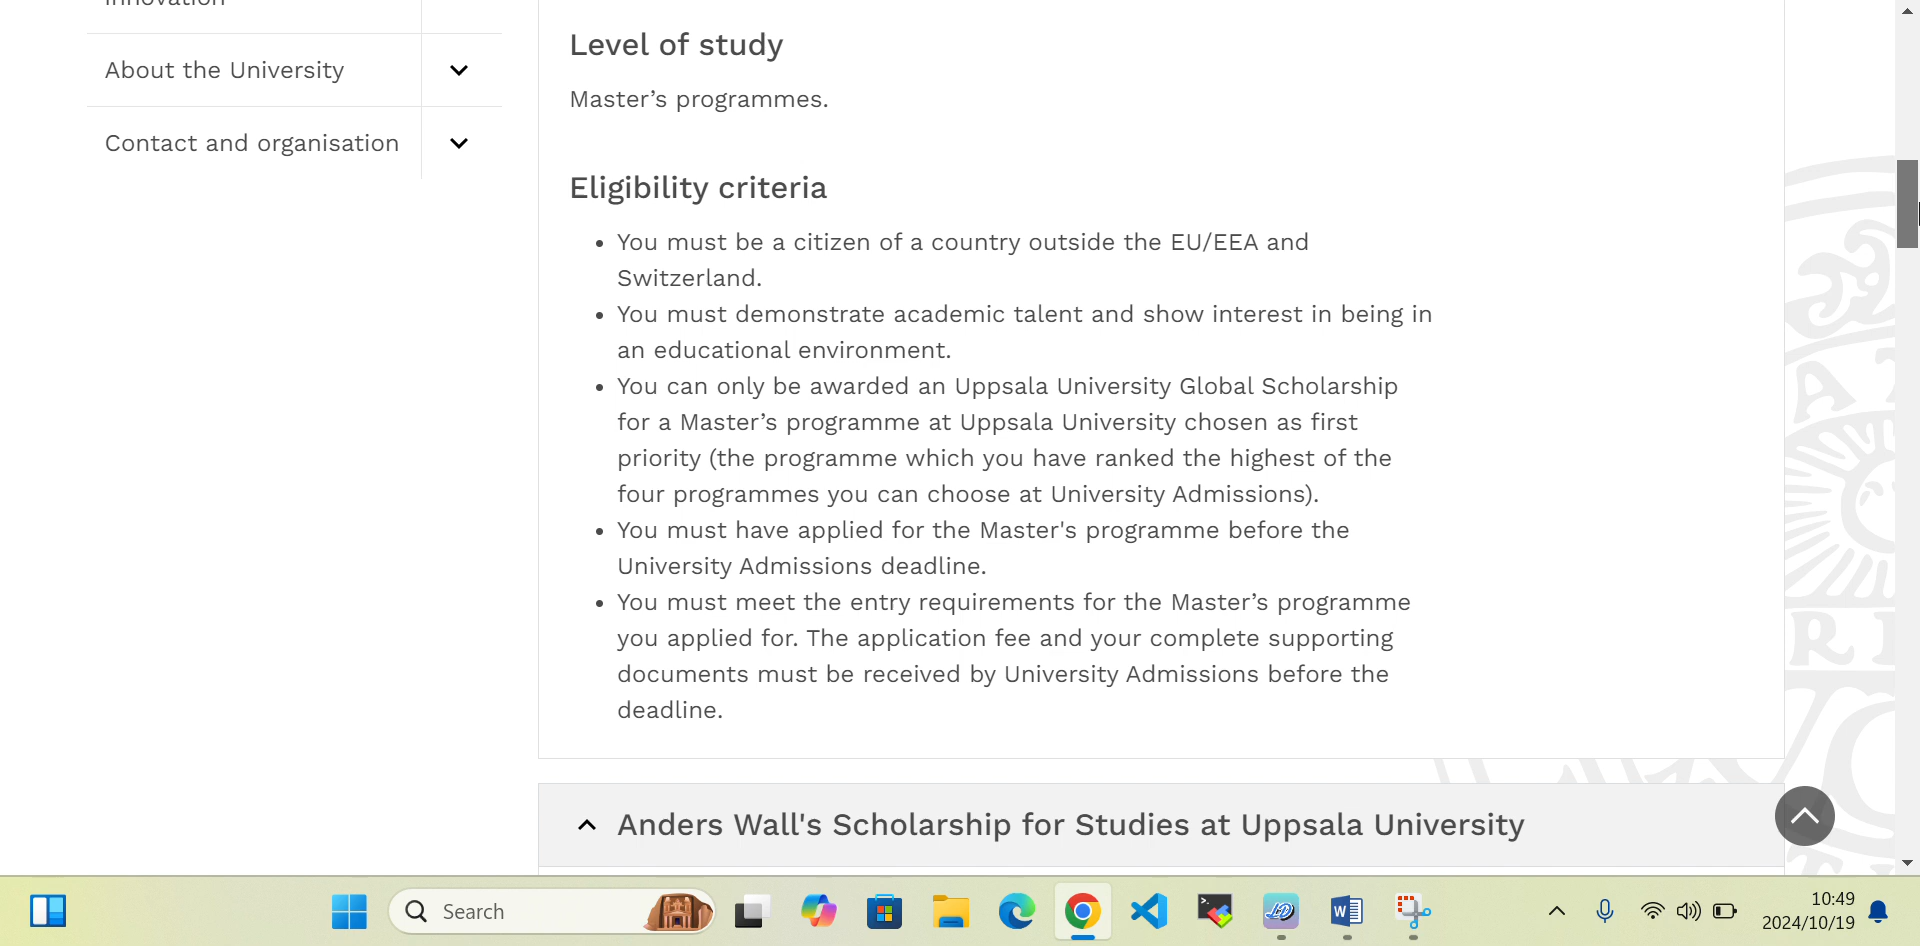 About the University
Contact and organisation
Level of study
Master’s programmes.
Eligibility criteria
• You must be a citizen of a country outside the EU/EEA and
Switzerland.
• You must demonstrate academic talent and show interest in being in
an educational environment.
• You can only be awarded an Uppsala University Global Scholarship
for a Master’s programme at Uppsala University chosen as first
priority (the programme which you have ranked the highest of the
four programmes you can choose at University Admissions).
• You must have applied for the Master's programme before the
University Admissions deadline.
• You must meet the entry requirements for the Master’s programme
you applied for. The application fee and your complete supporting
documents must be received by University Admissions before the
deadline.
Anders Wall's Scholarship for Studies at Uppsala University
Search
10:49
2024/10/19